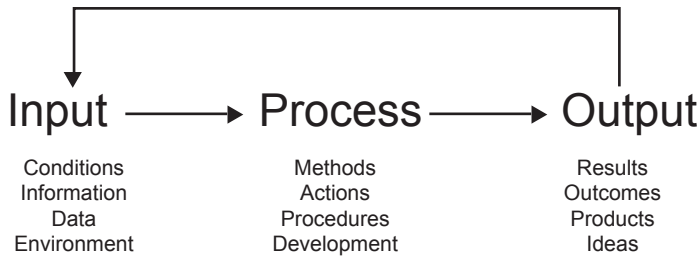 Input Process Output
Conditions Methods Results
Information Actions Outcomes
Data Procedures Products
Environment Development Ideas